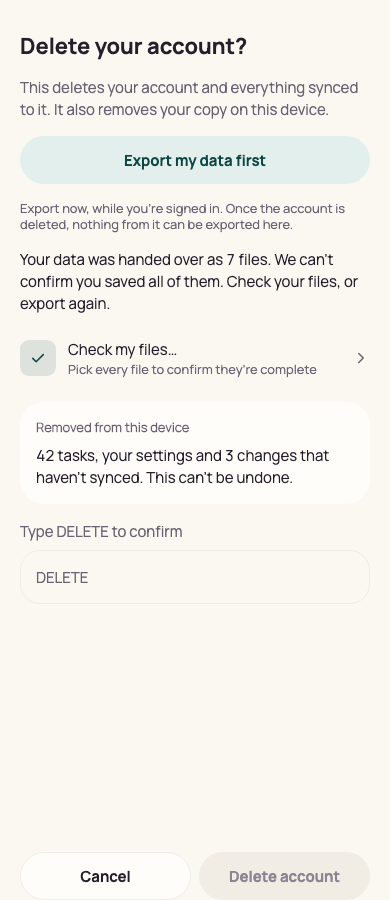 Delete your account?
This deletes your account and everything synced
to it. It also removes your copy on this device.
Export my data first
Export now, while you're signed in. Once the account is
deleted, nothing from it can be exported here.
Your data was handed over as 7 files. We can't
confirm you saved all of them. Check your files, or
export again.
Check my files…
Pick every file to confirm they're complete
Removed from this device
42 tasks, your settings and 3 changes that
haven't synced. This can't be undone.
Type DELETE to confirm
DELETE
Cancel
Delete account